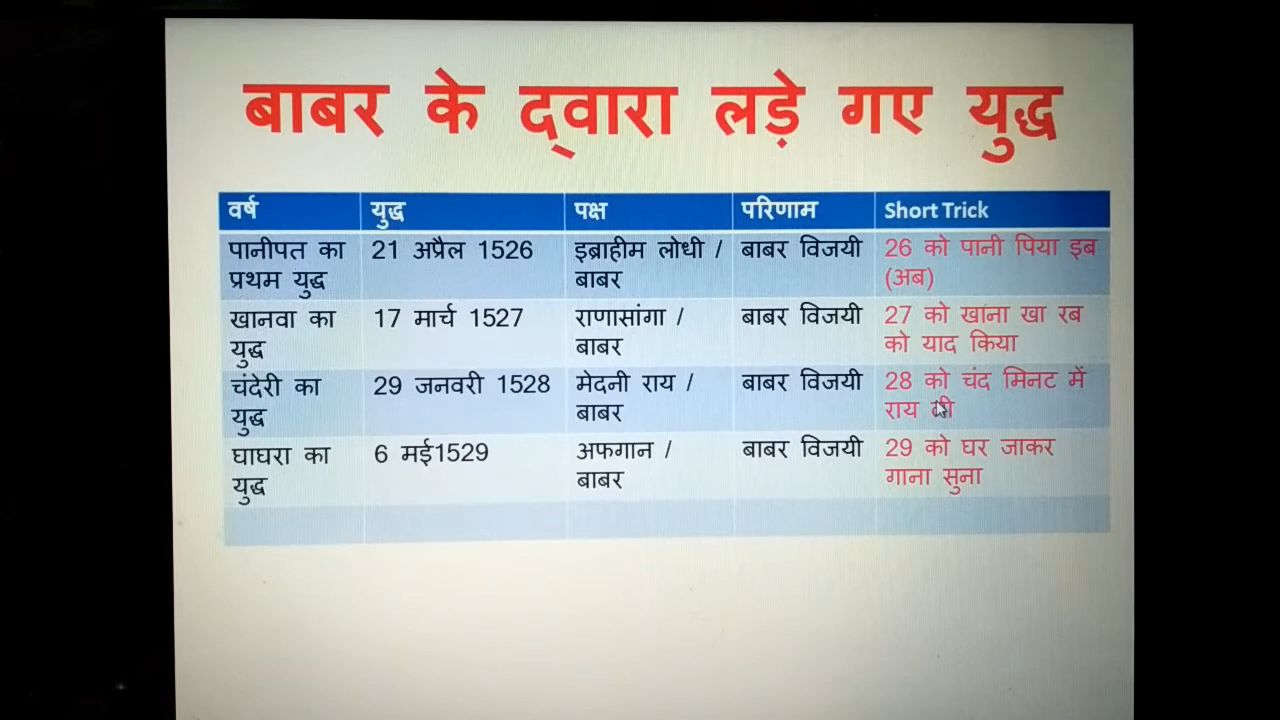 बाबर के द्वारा लड़े गए युद्ध
वर्ष युद्ध पक्ष परिणाम Short Trick
पानीपत का 21 अप्रैल 1526 इब्राहीम लोधी / बाबर विजयी 26 को पानी पिया इब
प्रथम युद्ध बाबर (अब)
खानवा का 17 मार्च 1527 राणासांगा / बाबर विजयी 27 को खांना खा रब
युद्ध बाबर को याद किया
चंदेरी का 29 जनवरी 1528 मेदनी राय / बाबर विजयी 28 को चंद मिनट में
युद्ध बाबर राय
घाघरा का 6 मई1529 अफगान / बाबर विजयी 29 को घर जाकर
युद्ध बाबर गाना सुना